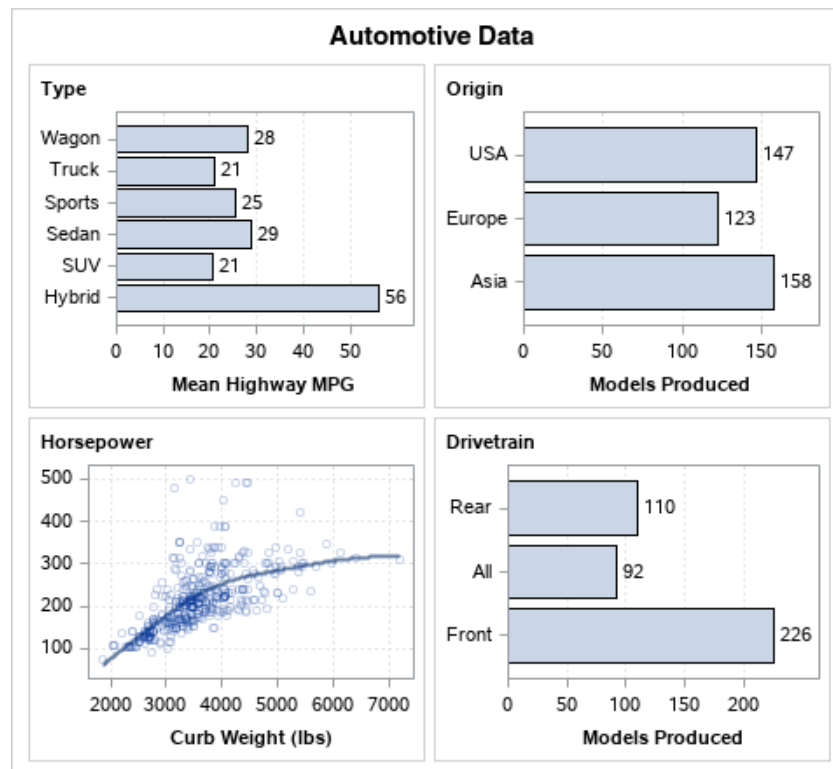 Automotive Data
Type
Wagon 28
Truck 21
Sports 25
Sedan 29
SUV 21
Hybrid 56
0 10 20 30 40 50
Mean Highway MPG
Origin
USA 147
Europe 123
Asia 158
0 50 100 150
Models Produced
Horsepower
500
400
300
200
100
2000 3000 4000 5000 6000 7000
Curb Weight (lbs)
Drivetrain
Rear 110
All 92
Front 226
0 50 100 150 200
Models Produced